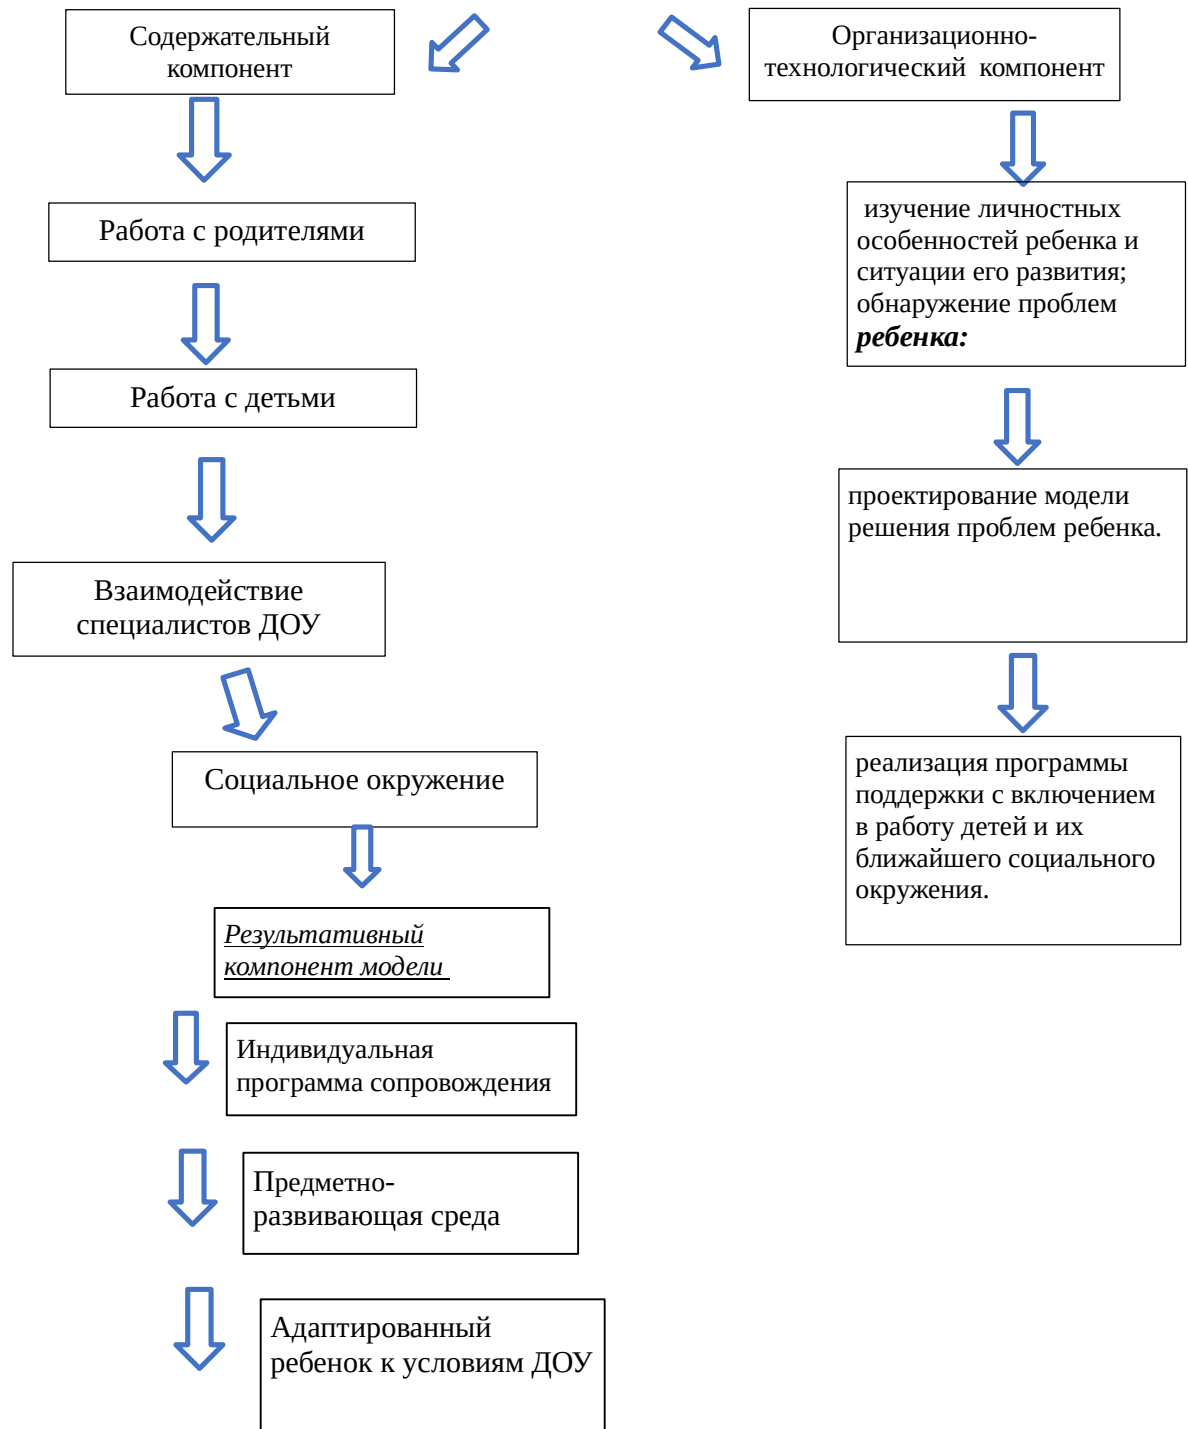 Содержательный
компонент
Организационно-
технологический компонент
Работа с родителями
изучение личностных
особенностей ребенка и
ситуации его развития;
обнаружение проблем
ребенка:
Работа с детьми
проектирование модели
решения проблем ребенка.
Взаимодействие
специалистов ДОУ
Социальное окружение
реализация программы
поддержки с включением
в работу детей и их
ближайшего социального
окружения.
Результативный
компонент модели
Индивидуальная
программа сопровождения
Предметно-
развивающая среда
Адаптированный
ребенок к условиям ДОУ